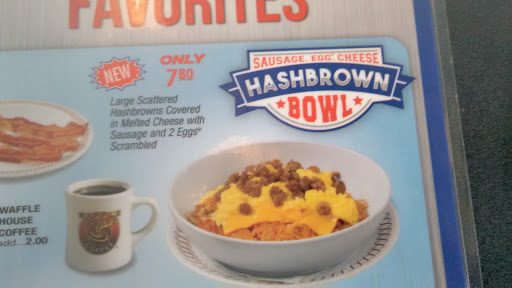 FAVORITES
NEW
ONLY
7.80
SAUSAGE, EGG & CHEESE
HASHBROWN
BOWL
Large Scattered
Hashbrowns Covered
in Melted Cheese with
Sausage and 2 Eggs*
Scrambled
WAFFLE
HOUSE
COFFEE
add...2.00